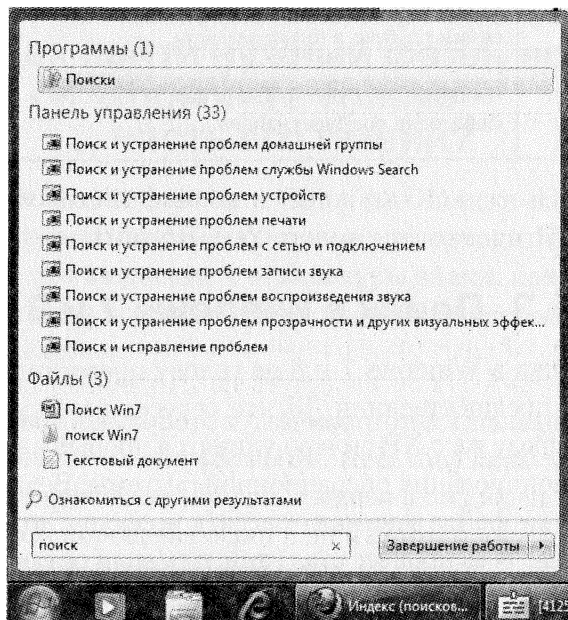 Программы (1)
Поиски
Панель управления (33)
Поиск и устранение проблем домашней группы
Поиск и устранение проблем службы Windows Search
Поиск и устранение проблем устройств
Поиск и устранение проблем печати
Поиск и устранение проблем с сетью и подключением
Поиск и устранение проблем записи звука
Поиск и устранение проблем воспроизведения звука
Поиск и устранение проблем прозрачности и других визуальных эффек...
Поиск и исправление проблем
Файлы (3)
Поиск Win7
поиск Win7
Текстовый документ
Ознакомиться с другими результатами
поиск
Завершение работы
Индекс (поисков...
[4125